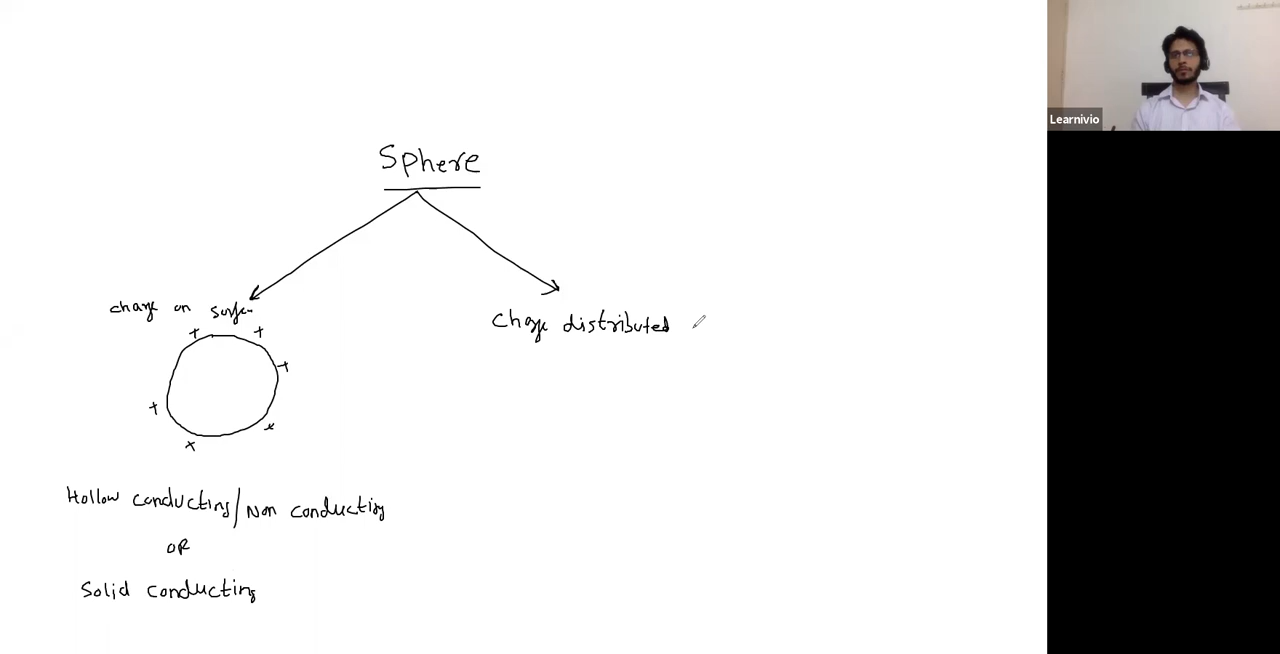 Sphere
charge on surface
Charge distributed
Hollow conducting/Non conducting
OR
Solid conducting
Learnivio